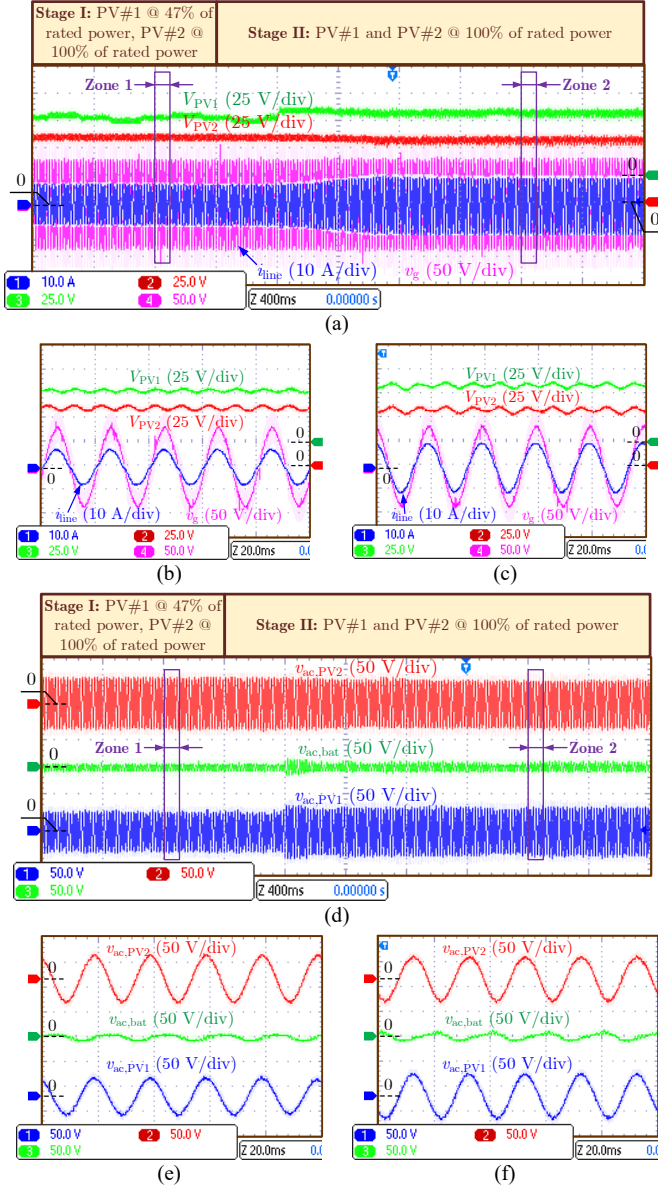 Stage I: PV#1 @ 47% of
rated power, PV#2 @
100% of rated power
Stage II: PV#1 and PV#2 @ 100% of rated power
Zone 1
Zone 2
V_PV1 (25 V/div)
V_PV2 (25 V/div)
0
0
0
i_line (10 A/div)
v_g (50 V/div)
1 10.0 A 2 25.0 V
3 25.0 V 4 50.0 V
Z 400ms 0.00000 s
(a)
V_PV1 (25 V/div)
V_PV2 (25 V/div)
0
0
0
i_line (10 A/div)
v_g (50 V/div)
1 10.0 A 2 25.0 V
3 25.0 V 4 50.0 V
Z 20.0ms 0.0
(b)
V_PV1 (25 V/div)
V_PV2 (25 V/div)
0
0
0
i_line (10 A/div)
v_g (50 V/div)
1 10.0 A 2 25.0 V
3 25.0 V 4 50.0 V
Z 20.0ms 0.
(c)
Stage I: PV#1 @ 47% of
rated power, PV#2 @
100% of rated power
Stage II: PV#1 and PV#2 @ 100% of rated power
v_ac,PV2 (50 V/div)
0
Zone 1
v_ac,bat (50 V/div)
Zone 2
0
v_ac,PV1 (50 V/div)
0
1 50.0 V 2 50.0 V
3 50.0 V
Z 400ms 0.00000 s
(d)
v_ac,PV2 (50 V/div)
0
v_ac,bat (50 V/div)
0
v_ac,PV1 (50 V/div)
0
1 50.0 V 2 50.0 V
3 50.0 V
Z 20.0ms 0.0
(e)
v_ac,PV2 (50 V/div)
0
v_ac,bat (50 V/div)
0
v_ac,PV1 (50 V/div)
0
1 50.0 V 2 50.0 V
3 50.0 V
Z 20.0ms 0.
(f)